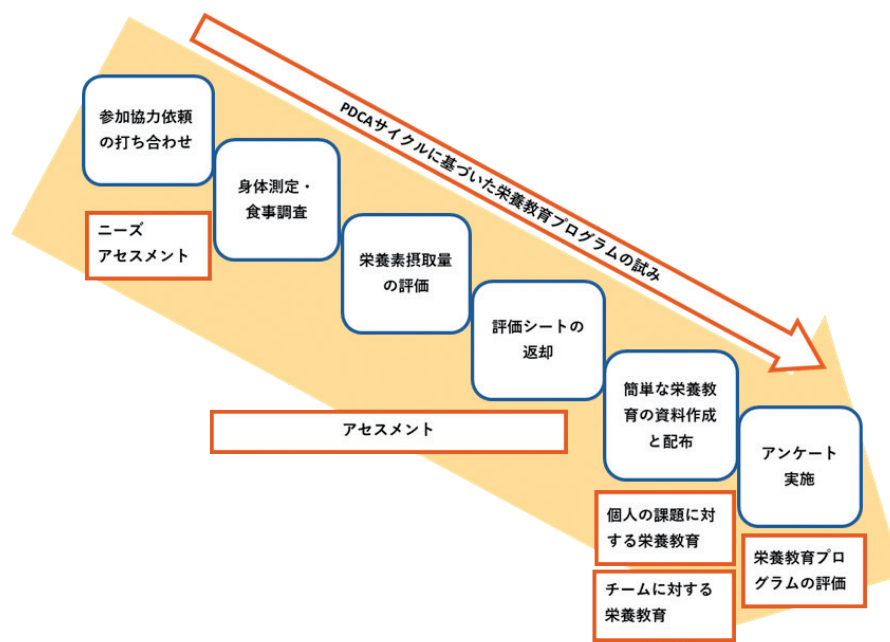 PDCAサイクルに基づいた栄養教育プログラムの試み
参加協力依頼
の打ち合わせ
ニーズ
アセスメント
身体測定・
食事調査
栄養素摂取量
の評価
評価シートの
返却
アセスメント
簡単な栄養教
育の資料作成
と配布
個人の課題に対
する栄養教育
チームに対する
栄養教育
アンケート
実施
栄養教育プロ
グラムの評価